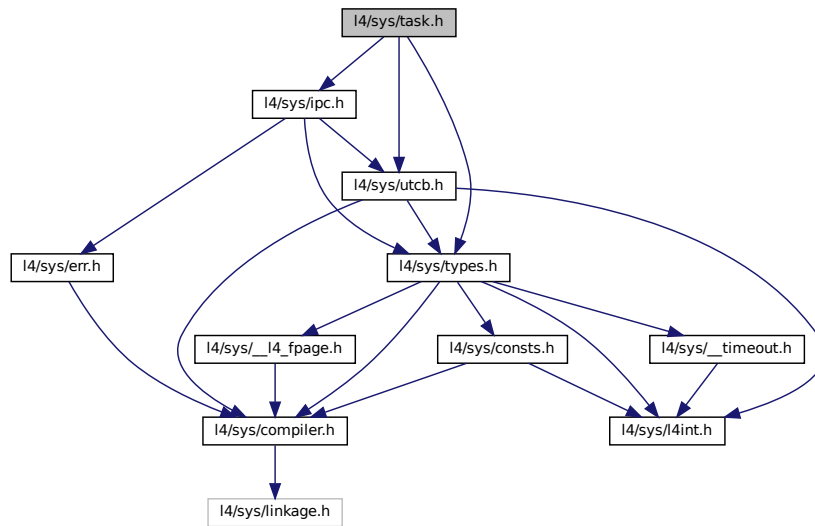 l4/sys/task.h
l4/sys/ipc.h
l4/sys/utcb.h
l4/sys/err.h
l4/sys/types.h
l4/sys/__l4_fpage.h
l4/sys/consts.h
l4/sys/__timeout.h
l4/sys/compiler.h
l4/sys/l4int.h
l4/sys/linkage.h